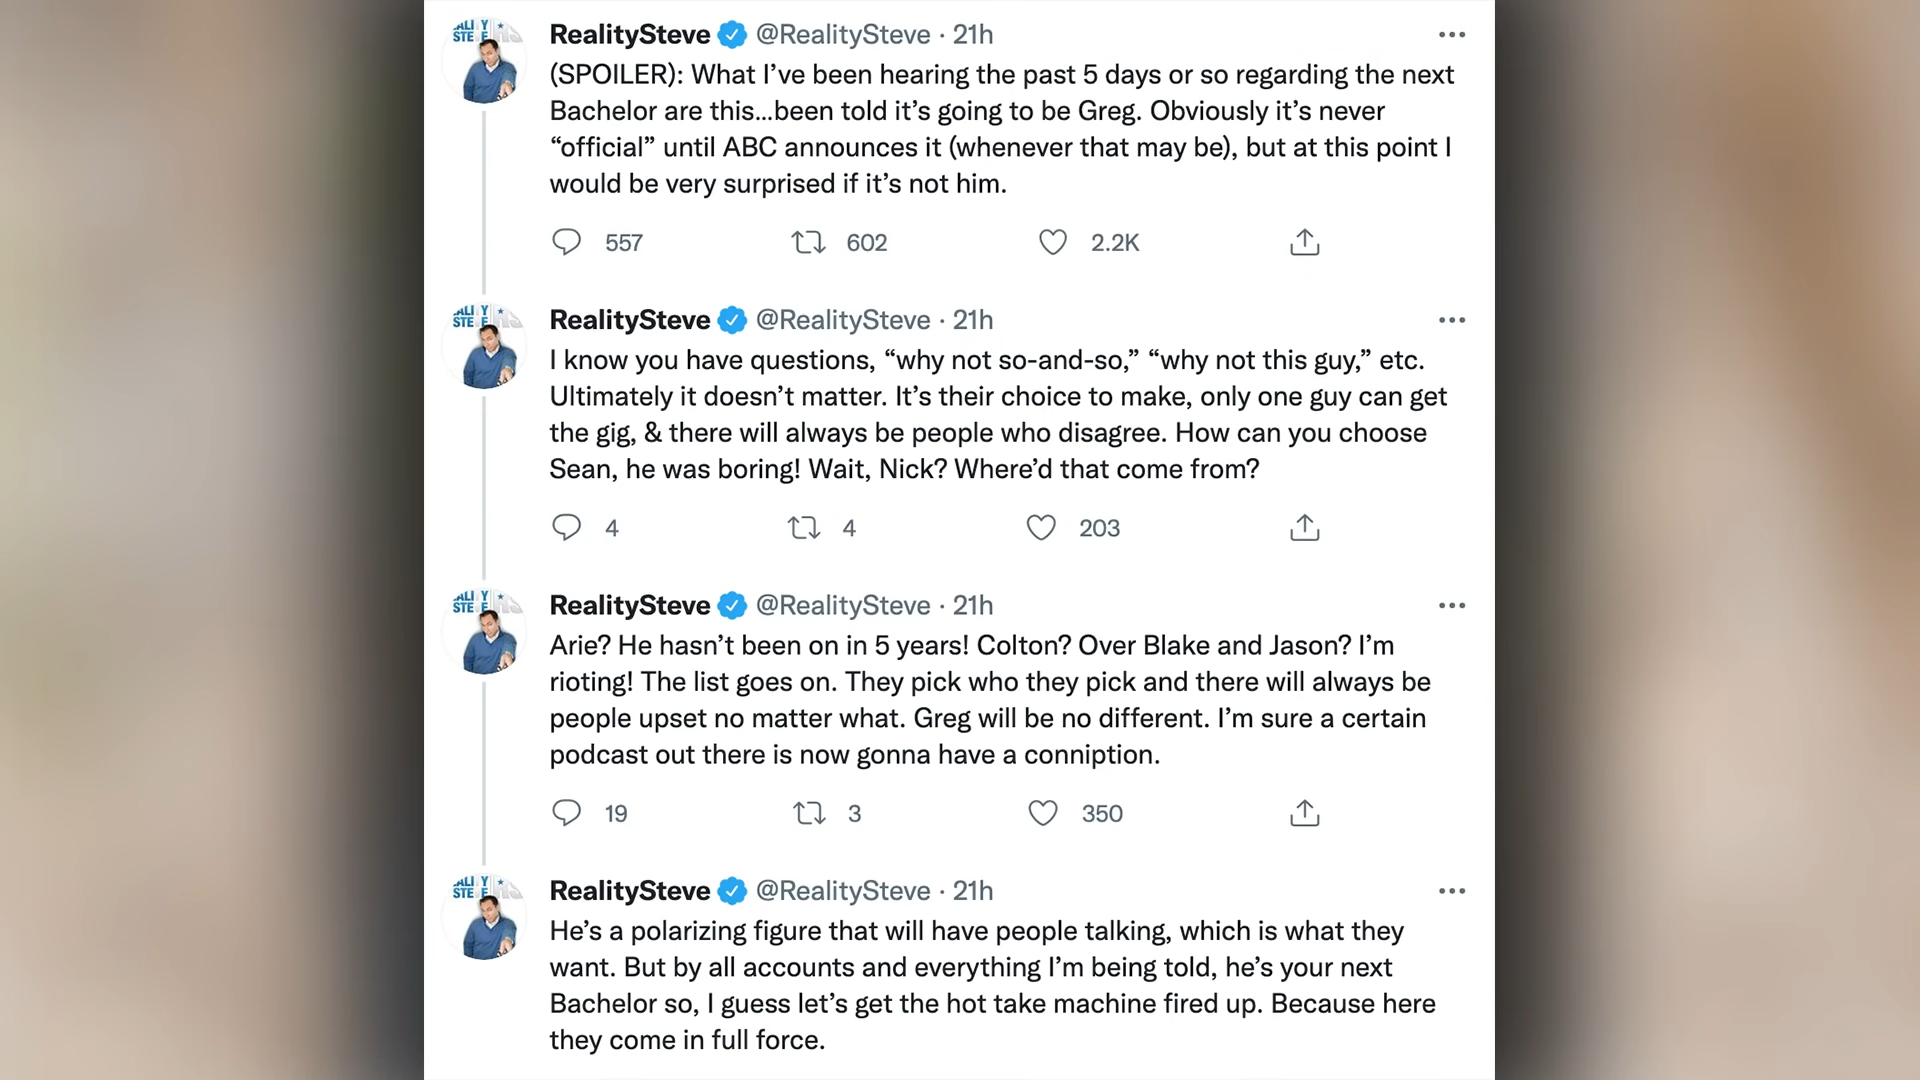 RealitySteve @RealitySteve · 21h
(SPOILER): What I’ve been hearing the past 5 days or so regarding the next
Bachelor are this...been told it’s going to be Greg. Obviously it’s never
“official” until ABC announces it (whenever that may be), but at this point I
would be very surprised if it’s not him.
557 602 2.2K
RealitySteve @RealitySteve · 21h
I know you have questions, “why not so-and-so,” “why not this guy,” etc.
Ultimately it doesn’t matter. It’s their choice to make, only one guy can get
the gig, & there will always be people who disagree. How can you choose
Sean, he was boring! Wait, Nick? Where’d that come from?
4 4 203
RealitySteve @RealitySteve · 21h
Arie? He hasn’t been on in 5 years! Colton? Over Blake and Jason? I’m
rioting! The list goes on. They pick who they pick and there will always be
people upset no matter what. Greg will be no different. I’m sure a certain
podcast out there is now gonna have a conniption.
19 3 350
RealitySteve @RealitySteve · 21h
He’s a polarizing figure that will have people talking, which is what they
want. But by all accounts and everything I’m being told, he’s your next
Bachelor so, I guess let’s get the hot take machine fired up. Because here
they come in full force.